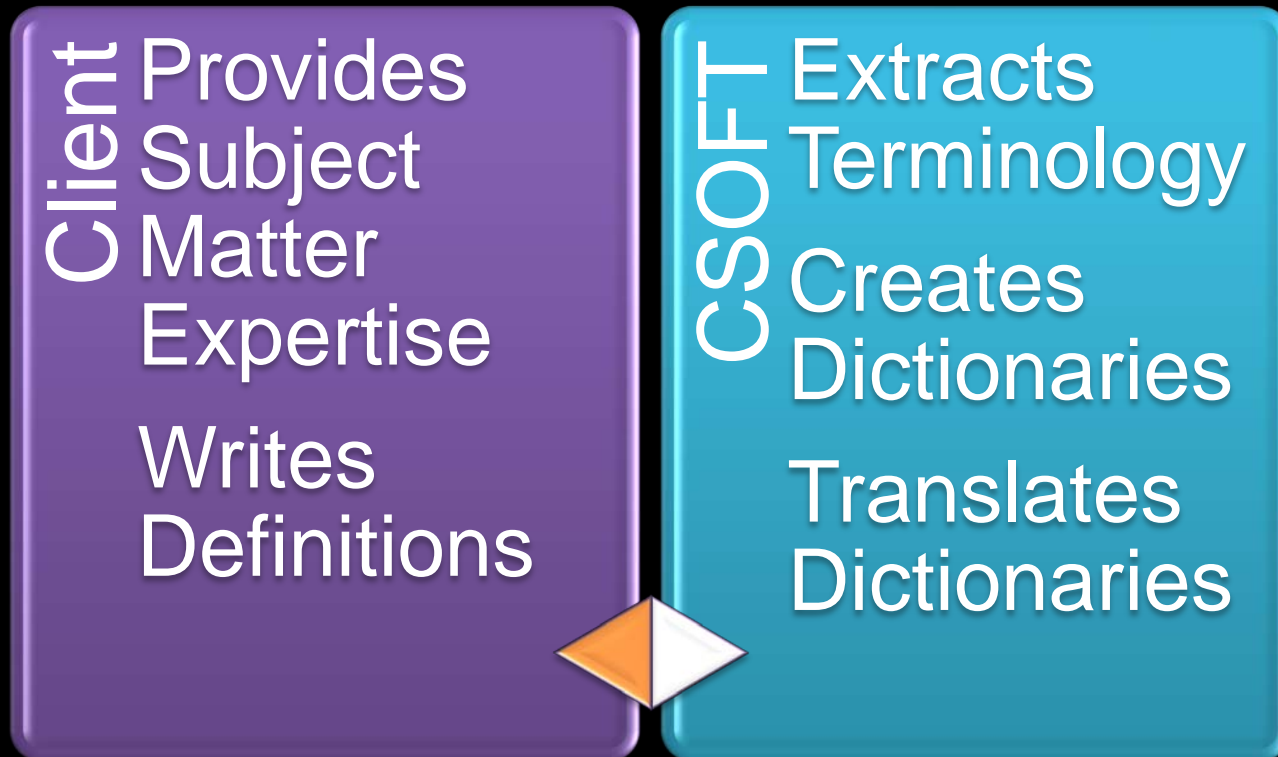 Client
Provides
Subject
Matter
Expertise
Writes
Definitions
CSOFT
Extracts
Terminology
Creates
Dictionaries
Translates
Dictionaries